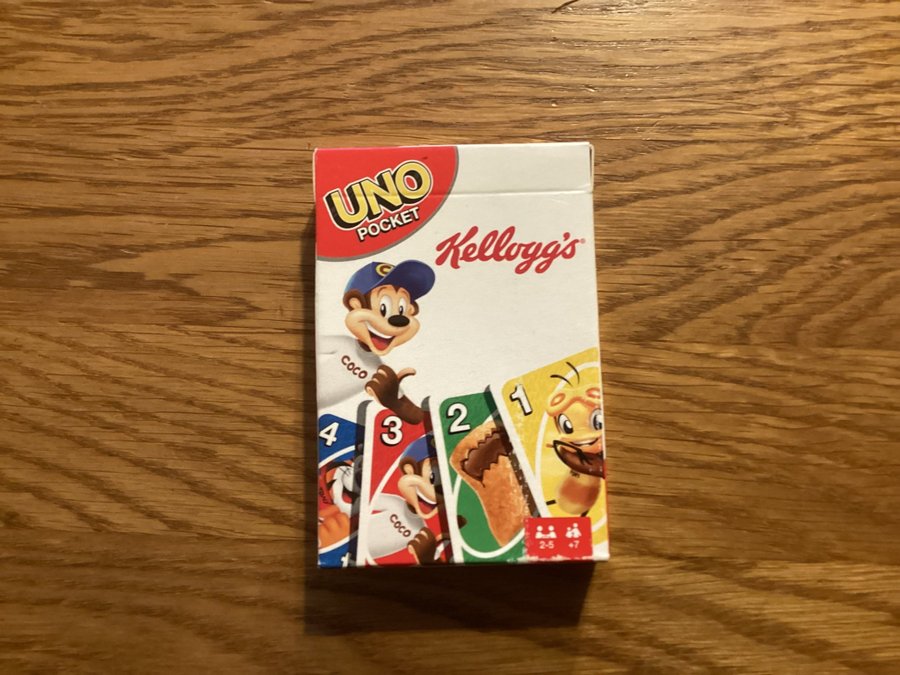 UNO
POCKET
Kellogg's
COCO
4
3
2
1
COCO
2-5
+7